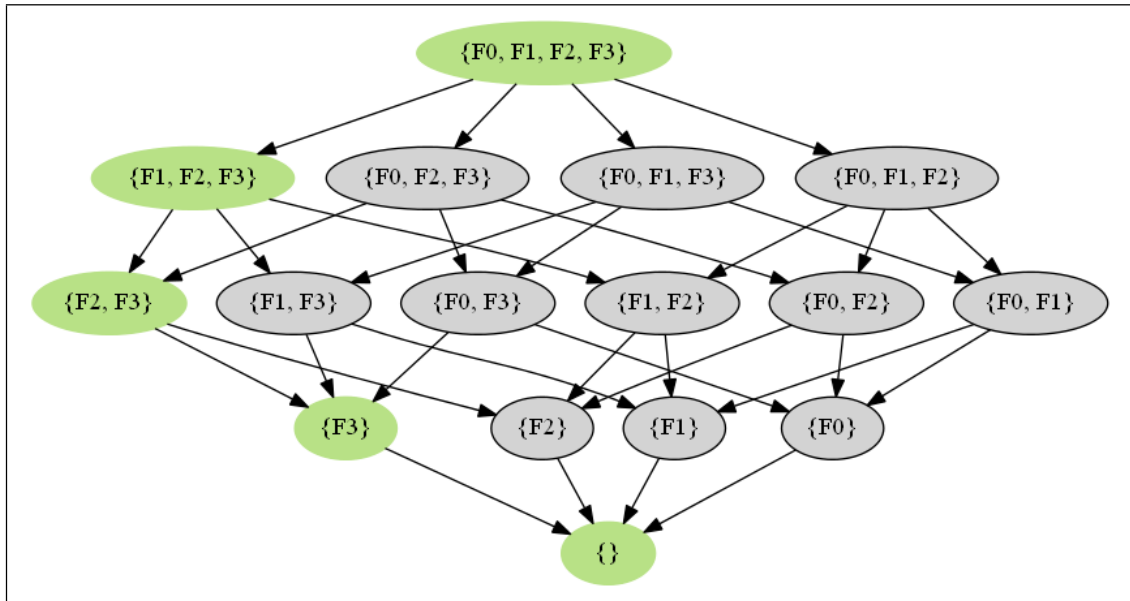 {F0, F1, F2, F3}
{F1, F2, F3}
{F0, F2, F3}
{F0, F1, F3}
{F0, F1, F2}
{F2, F3}
{F1, F3}
{F0, F3}
{F1, F2}
{F0, F2}
{F0, F1}
{F3}
{F2}
{F1}
{F0}
{}